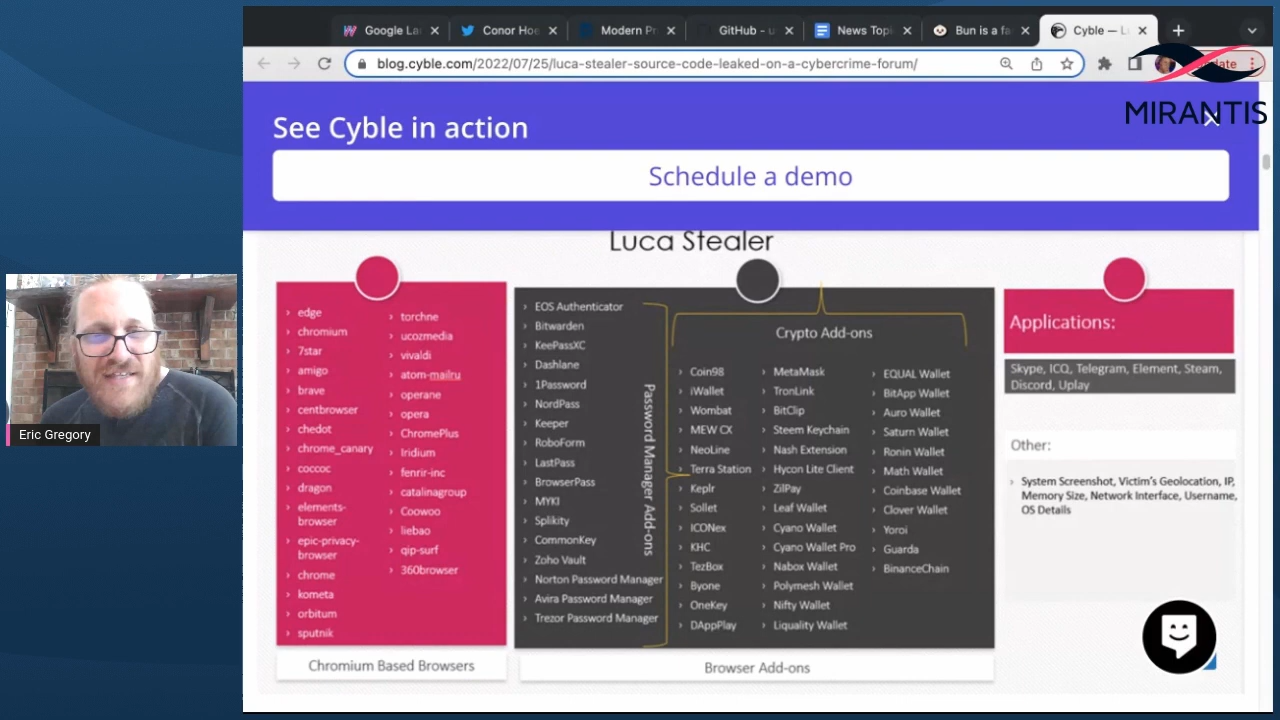 Google La
Conor Hoe
Modern Pr
GitHub - u
News Topi
Bun is a fa
Cyble — L
blog.cyble.com/2022/07/25/luca-stealer-source-code-leaked-on-a-cybercrime-forum/
MIRANTIS
See Cyble in action
Schedule a demo
Luca Stealer
edge
chromium
7star
amigo
brave
centbrowser
chedot
chrome_canary
coccoc
dragon
elements-
browser
epic-privacy-
browser
chrome
kometa
orbitum
sputnik
torchne
ucozmedia
vivaldi
atom-mailru
operane
opera
ChromePlus
Iridium
fenrir-inc
catalinagroup
Coowoo
liebao
qip-surf
360browser
Chromium Based Browsers
EOS Authenticator
Bitwarden
KeePassXC
Dashlane
1Password
NordPass
Keeper
RoboForm
LastPass
BrowserPass
MYKI
Splikity
CommonKey
Zoho Vault
Norton Password Manager
Avira Password Manager
Trezor Password Manager
Password Manager Add-ons
Crypto Add-ons
Coin98
iWallet
Wombat
MEW CX
NeoLine
Terra Station
Keplr
Sollet
ICONex
KHC
TezBox
Byone
OneKey
DAppPlay
MetaMask
TronLink
BitClip
Steem Keychain
Nash Extension
Hycon Lite Client
ZilPay
Leaf Wallet
Cyano Wallet
Cyano Wallet Pro
Nabox Wallet
Polymesh Wallet
Nifty Wallet
Liquality Wallet
EQUAL Wallet
BitApp Wallet
Auro Wallet
Saturn Wallet
Ronin Wallet
Math Wallet
Coinbase Wallet
Clover Wallet
Yoroi
Guarda
BinanceChain
Browser Add-ons
Applications:
Skype, ICQ, Telegram, Element, Steam,
Discord, Uplay
Other:
System Screenshot, Victim's Geolocation, IP,
Memory Size, Network Interface, Username,
OS Details
Eric Gregory